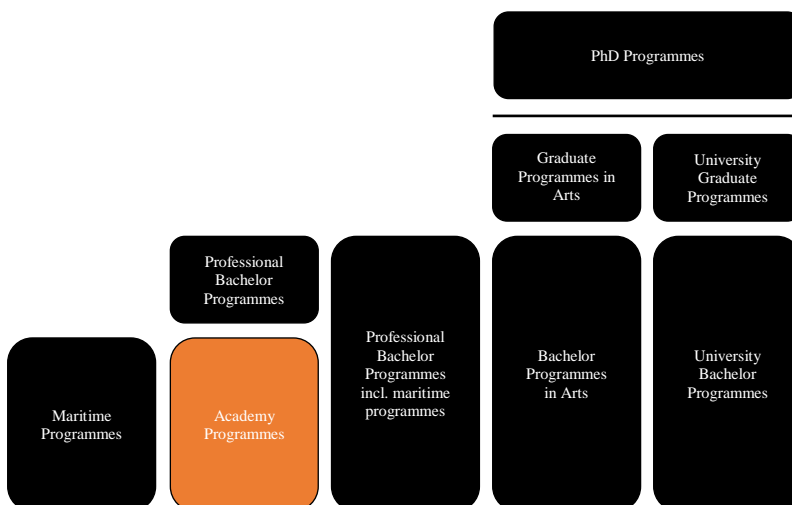 PhD Programmes
Graduate
Programmes in
Arts
University
Graduate
Programmes
Professional
Bachelor
Programmes
Professional
Bachelor
Programmes
incl. maritime
programmes
Bachelor
Programmes
in Arts
University
Bachelor
Programmes
Maritime
Programmes
Academy
Programmes